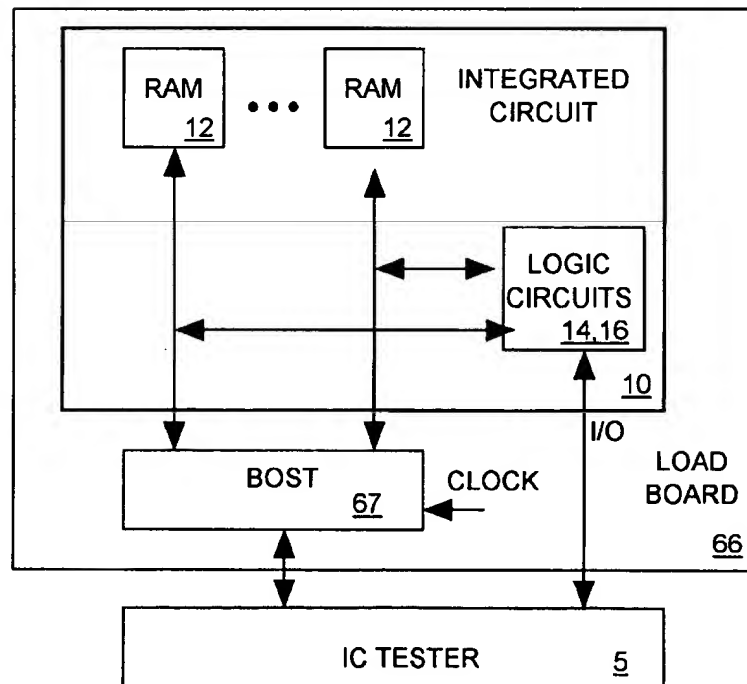 RAM
12
RAM
12
INTEGRATED
CIRCUIT
LOGIC
CIRCUITS
14,16
10
I/O
BOST
67
CLOCK
LOAD
BOARD
66
IC TESTER
5